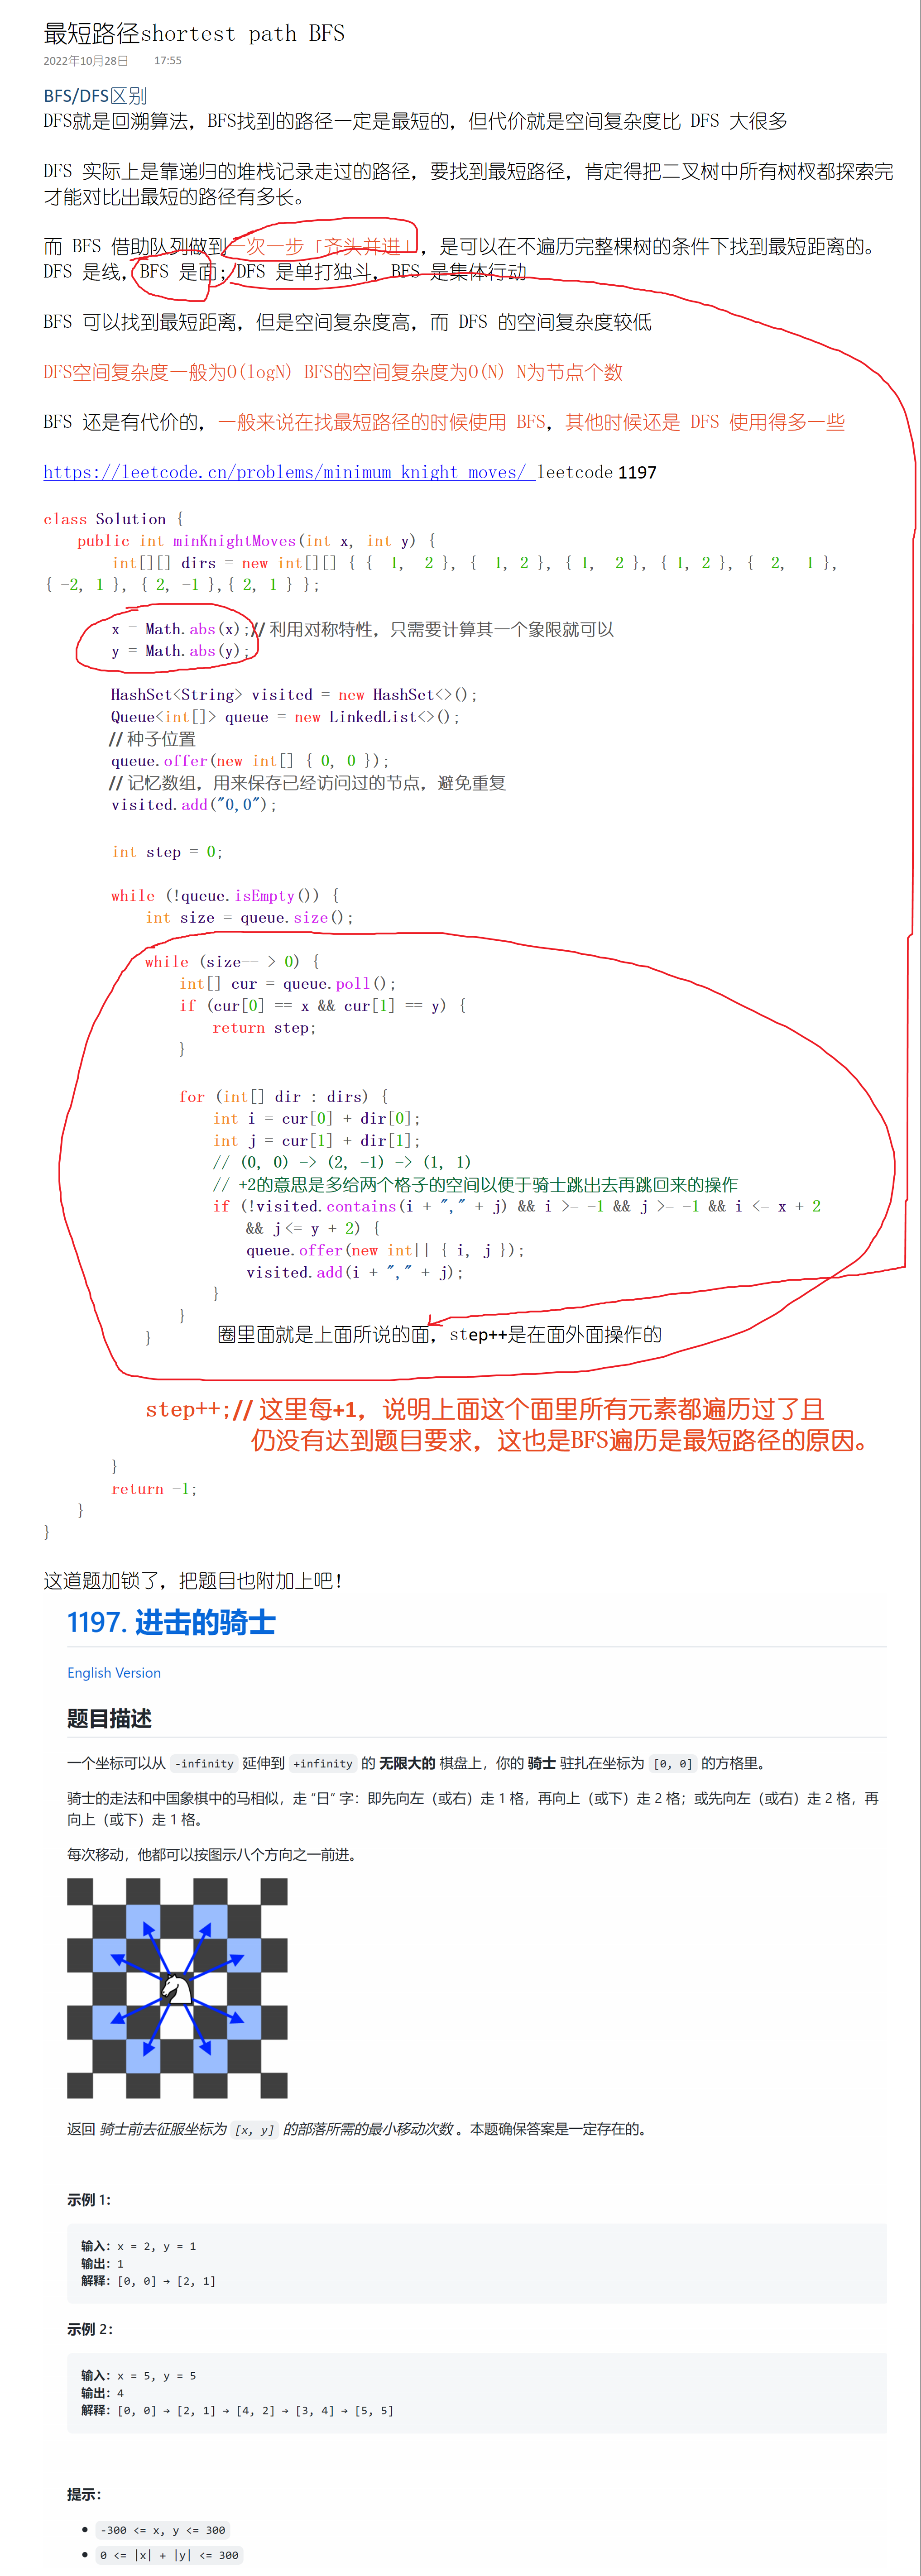 最短路径shortest path BFS
2022年10月28日 17:55
BFS/DFS区别
DFS就是回溯算法，BFS找到的路径一定是最短的，但代价就是空间复杂度比 DFS 大很多
DFS 实际上是靠递归的堆栈记录走过的路径，要找到最短路径，肯定得把二叉树中所有树杈都探索完
才能对比出最短的路径有多长。
而 BFS 借助队列做到一次一步「齐头并进」，是可以在不遍历完整棵树的条件下找到最短距离的。
DFS 是线，BFS 是面；DFS 是单打独斗，BFS 是集体行动
BFS 可以找到最短距离，但是空间复杂度高，而 DFS 的空间复杂度较低
DFS空间复杂度一般为O(logN) BFS的空间复杂度为O(N) N为节点个数
BFS 还是有代价的，一般来说在找最短路径的时候使用 BFS，其他时候还是 DFS 使用得多一些
https://leetcode.cn/problems/minimum-knight-moves/ leetcode 1197
class Solution {
public int minKnightMoves(int x, int y) {
int[][] dirs = new int[][] { { -1, -2 }, { -1, 2 }, { 1, -2 }, { 1, 2 }, { -2, -1 },
{ -2, 1 }, { 2, -1 },{ 2, 1 } };
x = Math.abs(x);// 利用对称特性，只需要计算其一个象限就可以
y = Math.abs(y);
HashSet<String> visited = new HashSet<>();
Queue<int[]> queue = new LinkedList<>();
// 种子位置
queue.offer(new int[] { 0, 0 });
// 记忆数组，用来保存已经访问过的节点，避免重复
visited.add("0,0");
int step = 0;
while (!queue.isEmpty()) {
int size = queue.size();
while (size-- > 0) {
int[] cur = queue.poll();
if (cur[0] == x && cur[1] == y) {
return step;
}
for (int[] dir : dirs) {
int i = cur[0] + dir[0];
int j = cur[1] + dir[1];
// (0, 0) -> (2, -1) -> (1, 1)
// +2的意思是多给两个格子的空间以便于骑士跳出去再跳回来的操作
if (!visited.contains(i + "," + j) && i >= -1 && j >= -1 && i <= x + 2
&& j<= y + 2) {
queue.offer(new int[] { i, j });
visited.add(i + "," + j);
}
}
} 圈里面就是上面所说的面，step++是在面外面操作的
step++;// 这里每+1，说明上面这个面里所有元素都遍历过了且
仍没有达到题目要求，这也是BFS遍历是最短路径的原因。
}
return -1;
}
}
这道题加锁了，把题目也附加上吧！
1197. 进击的骑士
English Version
题目描述
一个坐标可以从 -infinity 延伸到 +infinity 的 无限大的 棋盘上，你的 骑士 驻扎在坐标为 [0, 0] 的方格里。
骑士的走法和中国象棋中的马相似，走 “日” 字：即先向左（或右）走 1 格，再向上（或下）走 2 格；或先向左（或右）走 2 格，再
向上（或下）走 1 格。
每次移动，他都可以按图示八个方向之一前进。
返回 骑士前去征服坐标为 [x, y] 的部落所需的最小移动次数 。本题确保答案是一定存在的。
示例 1：
输入：x = 2, y = 1
输出：1
解释：[0, 0] → [2, 1]
示例 2：
输入：x = 5, y = 5
输出：4
解释：[0, 0] → [2, 1] → [4, 2] → [3, 4] → [5, 5]
提示：
• -300 <= x, y <= 300
• 0 <= |x| + |y| <= 300